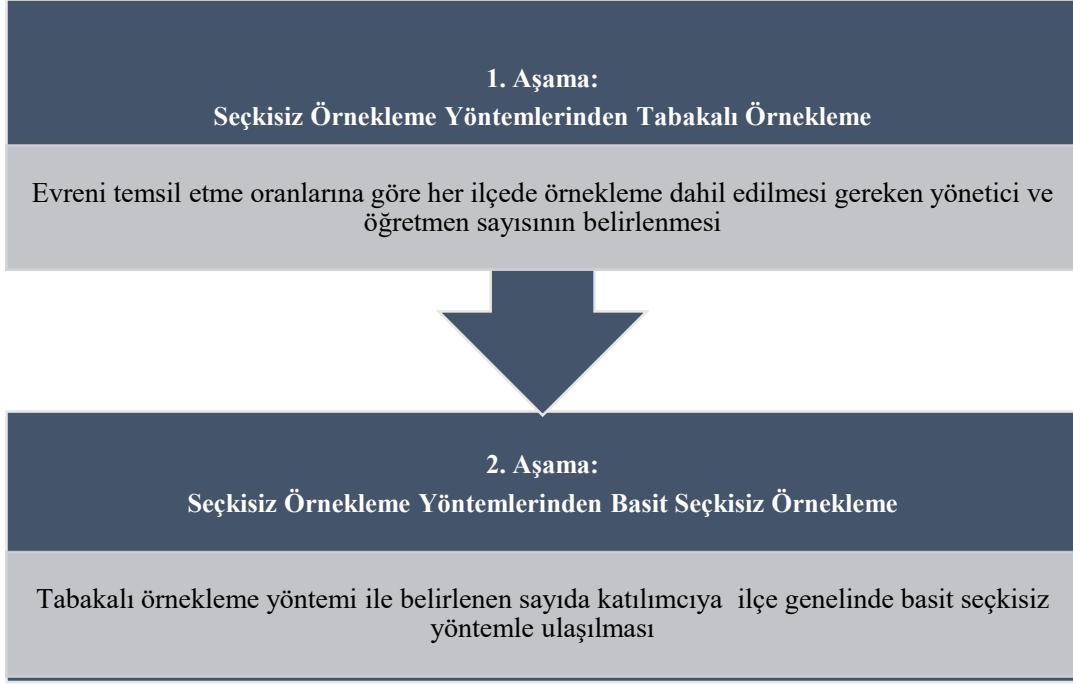 1. Aşama:
Seçkisiz Örnekleme Yöntemlerinden Tabakalı Örnekleme
Evreni temsil etme oranlarına göre her ilçede örnekleme dahil edilmesi gereken yönetici ve
öğretmen sayısının belirlenmesi
2. Aşama:
Seçkisiz Örnekleme Yöntemlerinden Basit Seçkisiz Örnekleme
Tabakalı örnekleme yöntemi ile belirlenen sayıda katılımcıya ilçe genelinde basit seçkisiz
yöntemle ulaşılması